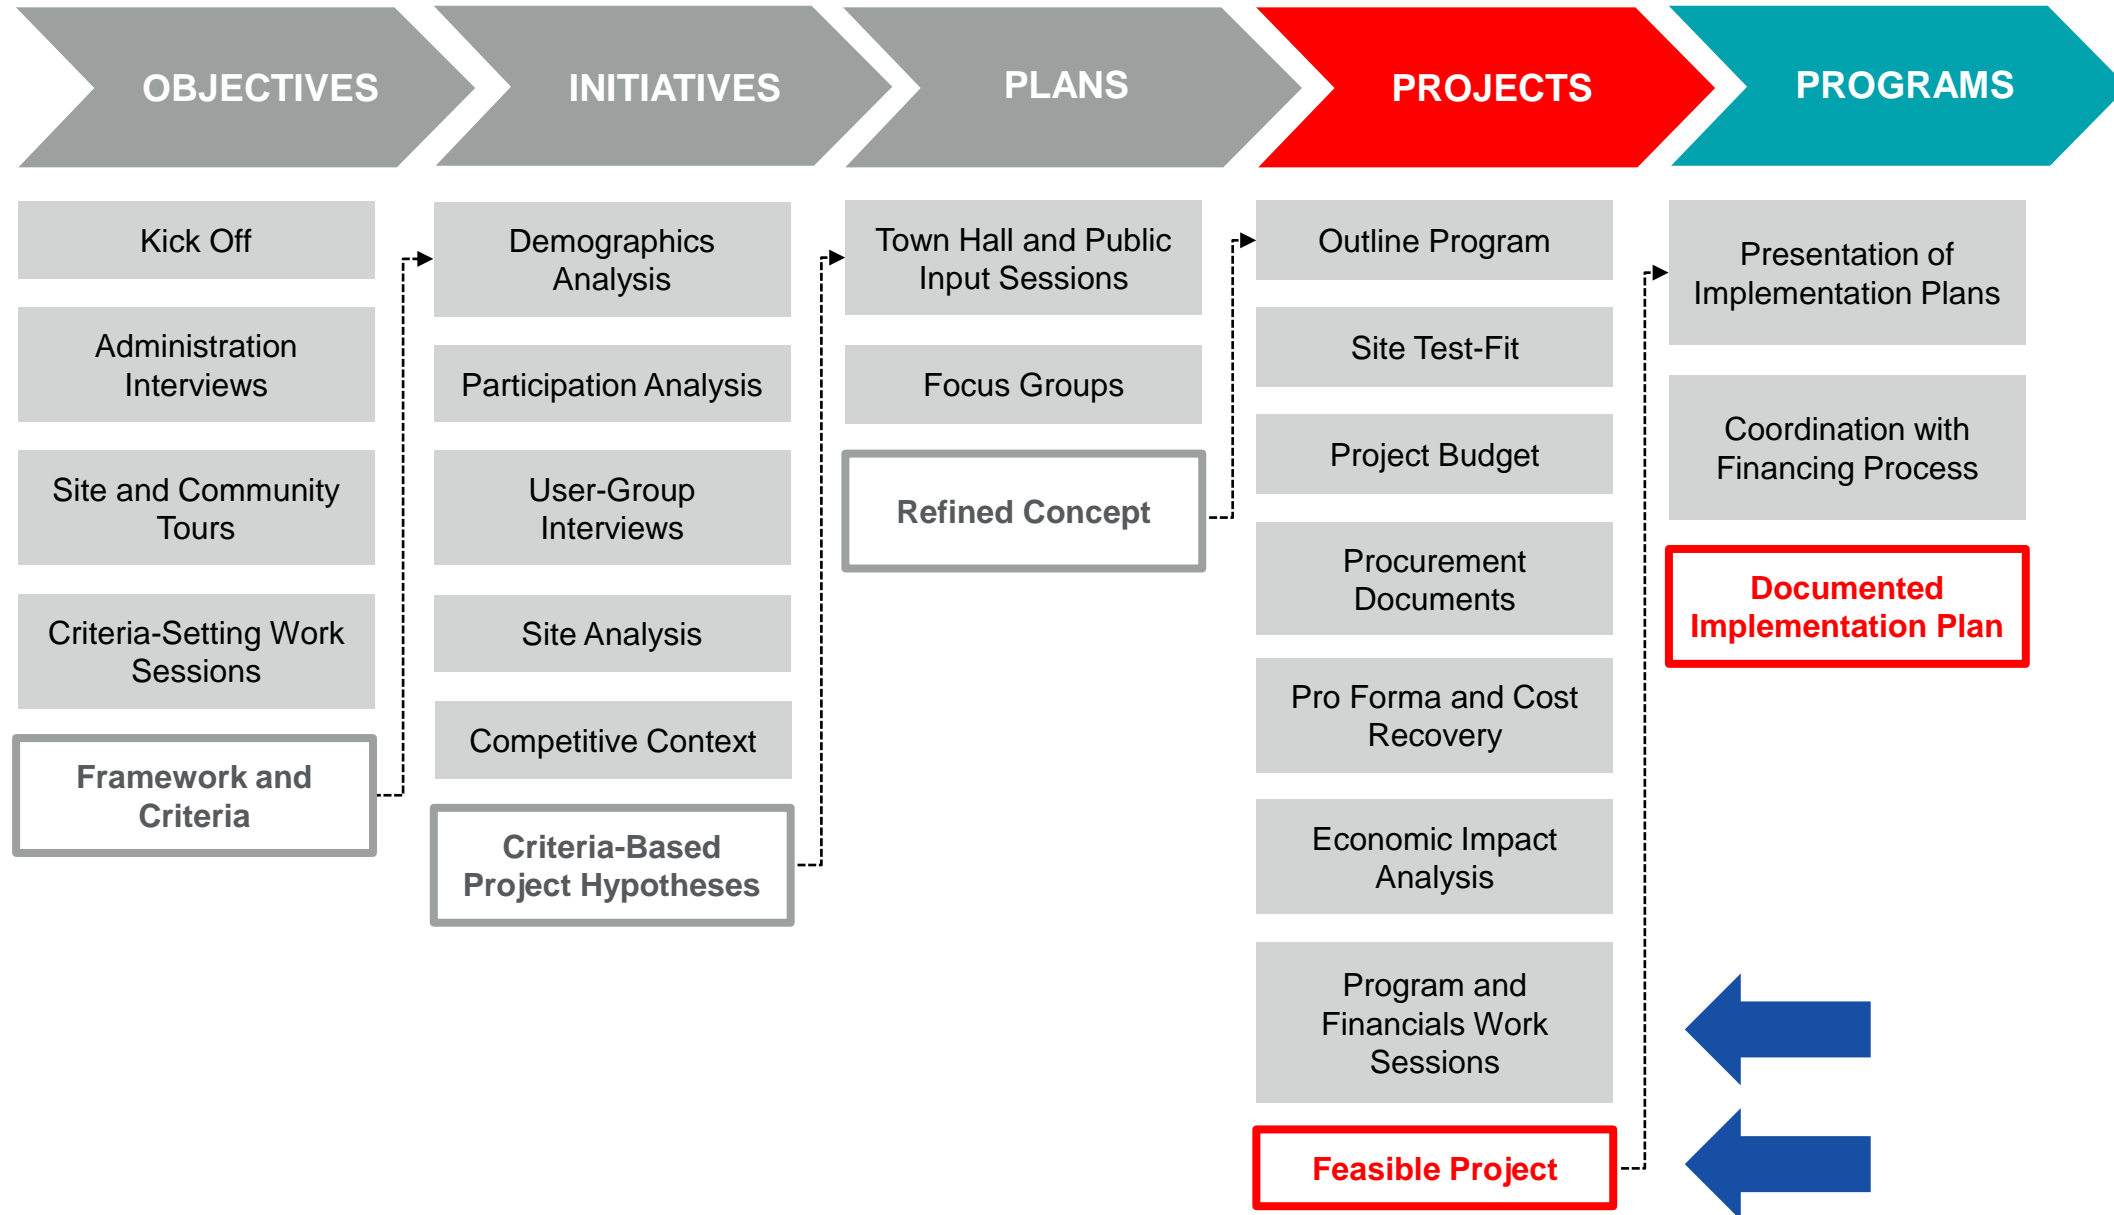 OBJECTIVES
INITIATIVES
PLANS
PROJECTS
PROGRAMS
Kick Off
Administration
Interviews
Site and Community
Tours
Criteria-Setting Work
Sessions
Framework and
Criteria
Demographics
Analysis
Participation Analysis
User-Group
Interviews
Site Analysis
Competitive Context
Criteria-Based
Project Hypotheses
Town Hall and Public
Input Sessions
Focus Groups
Refined Concept
Outline Program
Site Test-Fit
Project Budget
Procurement
Documents
Pro Forma and Cost
Recovery
Economic Impact
Analysis
Program and
Financials Work
Sessions
Feasible Project
Presentation of
Implementation Plans
Coordination with
Financing Process
Documented
Implementation Plan